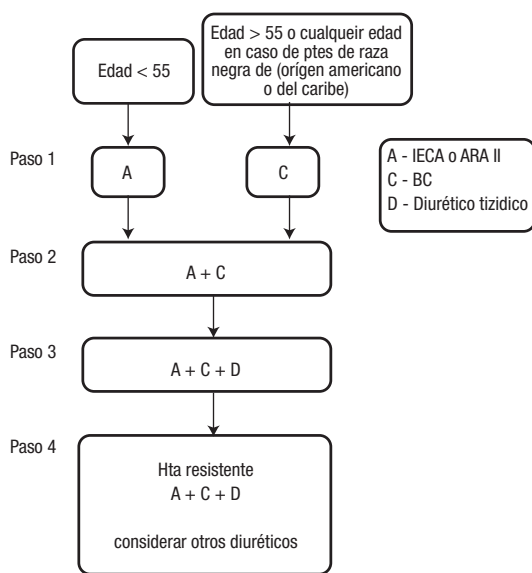 Edad < 55
Edad > 55 o cualqueir edad
en caso de ptes de raza
negra de (orígen americano
o del caribe)
Paso 1
A
C
A - IECA o ARA II
C - BC
D - Diurético tizidico
Paso 2
A + C
Paso 3
A + C + D
Paso 4
Hta resistente
A + C + D
considerar otros diuréticos